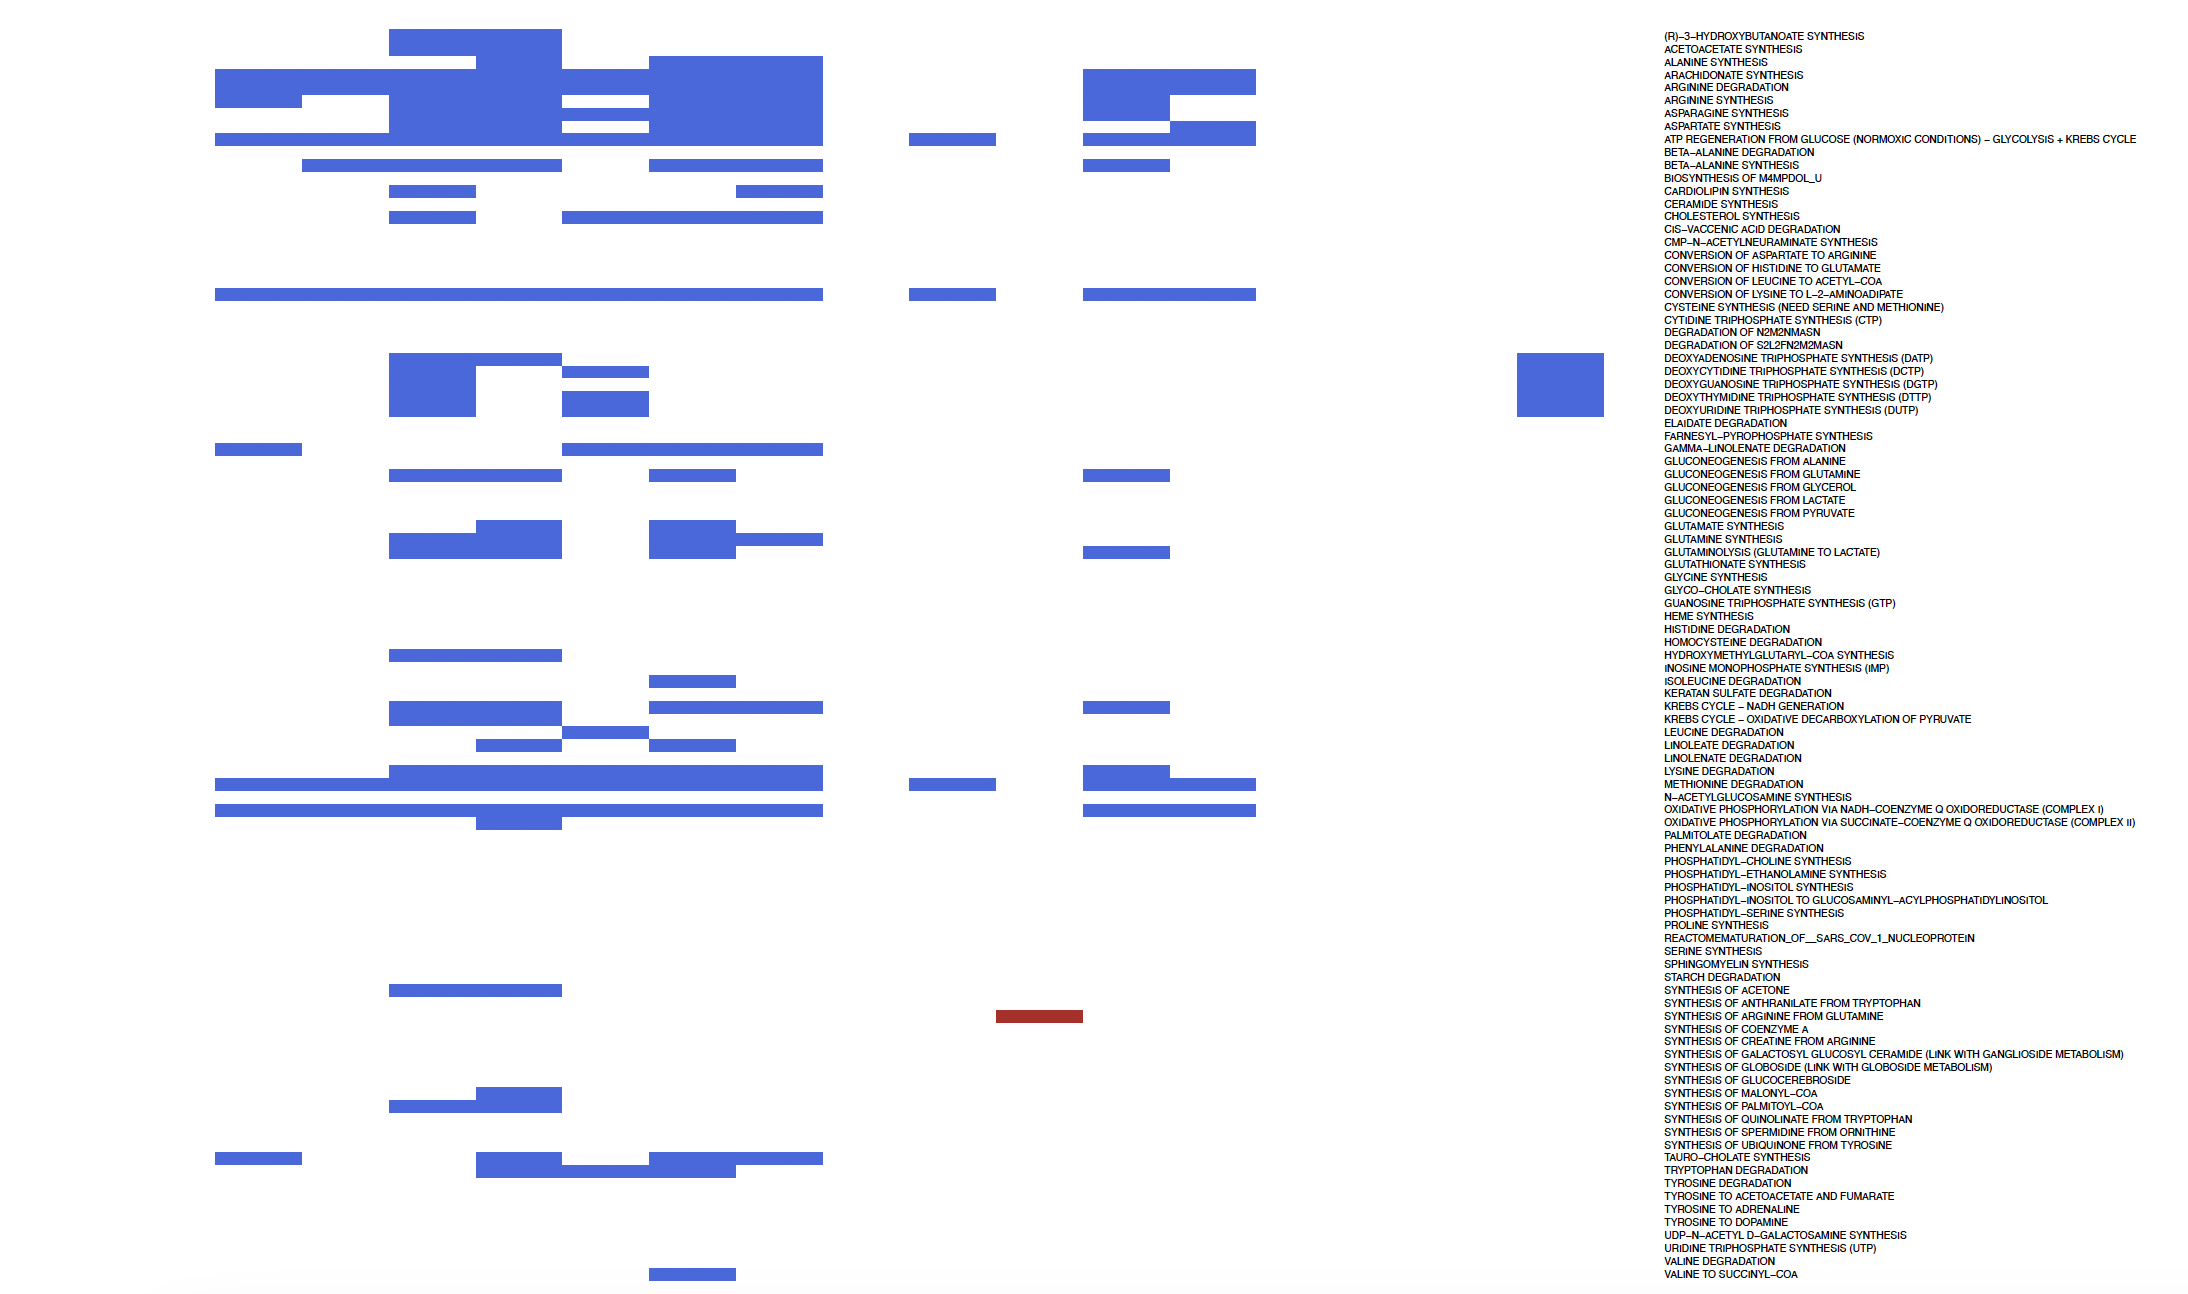 (R)−3−HYDROXYBUTANOATE SYNTHESIS
ACETOACETATE SYNTHESIS
ALANINE SYNTHESIS
ARACHIDONATE SYNTHESIS
ARGININE DEGRADATION
ARGININE SYNTHESIS
ASPARAGINE SYNTHESIS
ASPARTATE SYNTHESIS
ATP REGENERATION FROM GLUCOSE (NORMOXIC CONDITIONS) − GLYCOLYSIS + KREBS CYCLE
BETA−ALANINE DEGRADATION
BETA−ALANINE SYNTHESIS
BIOSYNTHESIS OF M4MPDOL_U
CARDIOLIPIN SYNTHESIS
CERAMIDE SYNTHESIS
CHOLESTEROL SYNTHESIS
CIS−VACCENIC ACID DEGRADATION
CMP−N−ACETYLNEURAMINATE SYNTHESIS
CONVERSION OF ASPARTATE TO ARGININE
CONVERSION OF HISTIDINE TO GLUTAMATE
CONVERSION OF LEUCINE TO ACETYL−COA
CONVERSION OF LYSINE TO L−2−AMINOADIPATE
CYSTEINE SYNTHESIS (NEED SERINE AND METHIONINE)
CYTIDINE TRIPHOSPHATE SYNTHESIS (CTP)
DEGRADATION OF N2M2NMASN
DEGRADATION OF S2L2FN2M2MASN
DEOXYADENOSINE TRIPHOSPHATE SYNTHESIS (DATP)
DEOXYCYTIDINE TRIPHOSPHATE SYNTHESIS (DCTP)
DEOXYGUANOSINE TRIPHOSPHATE SYNTHESIS (DGTP)
DEOXYTHYMIDINE TRIPHOSPHATE SYNTHESIS (DTTP)
DEOXYURIDINE TRIPHOSPHATE SYNTHESIS (DUTP)
ELAIDATE DEGRADATION
FARNESYL−PYROPHOSPHATE SYNTHESIS
GAMMA−LINOLENATE DEGRADATION
GLUCONEOGENESIS FROM ALANINE
GLUCONEOGENESIS FROM GLUTAMINE
GLUCONEOGENESIS FROM GLYCEROL
GLUCONEOGENESIS FROM LACTATE
GLUCONEOGENESIS FROM PYRUVATE
GLUTAMATE SYNTHESIS
GLUTAMINE SYNTHESIS
GLUTAMINOLYSIS (GLUTAMINE TO LACTATE)
GLUTATHIONATE SYNTHESIS
GLYCINE SYNTHESIS
GLYCO−CHOLATE SYNTHESIS
GUANOSINE TRIPHOSPHATE SYNTHESIS (GTP)
HEME SYNTHESIS
HISTIDINE DEGRADATION
HOMOCYSTEINE DEGRADATION
HYDROXYMETHYLGLUTARYL−COA SYNTHESIS
INOSINE MONOPHOSPHATE SYNTHESIS (IMP)
ISOLEUCINE DEGRADATION
KERATAN SULFATE DEGRADATION
KREBS CYCLE − NADH GENERATION
KREBS CYCLE − OXIDATIVE DECARBOXYLATION OF PYRUVATE
LEUCINE DEGRADATION
LINOLEATE DEGRADATION
LINOLENATE DEGRADATION
LYSINE DEGRADATION
METHIONINE DEGRADATION
N−ACETYLGLUCOSAMINE SYNTHESIS
OXIDATIVE PHOSPHORYLATION VIA NADH−COENZYME Q OXIDOREDUCTASE (COMPLEX I)
OXIDATIVE PHOSPHORYLATION VIA SUCCINATE−COENZYME Q OXIDOREDUCTASE (COMPLEX II)
PALMITOLATE DEGRADATION
PHENYLALANINE DEGRADATION
PHOSPHATIDYL−CHOLINE SYNTHESIS
PHOSPHATIDYL−ETHANOLAMINE SYNTHESIS
PHOSPHATIDYL−INOSITOL SYNTHESIS
PHOSPHATIDYL−INOSITOL TO GLUCOSAMINYL−ACYLPHOSPHATIDYLINOSITOL
PHOSPHATIDYL−SERINE SYNTHESIS
PROLINE SYNTHESIS
REACTOMEMATURATION_OF__SARS_COV_1_NUCLEOPROTEIN
SERINE SYNTHESIS
SPHINGOMYELIN SYNTHESIS
STARCH DEGRADATION
SYNTHESIS OF ACETONE
SYNTHESIS OF ANTHRANILATE FROM TRYPTOPHAN
SYNTHESIS OF ARGININE FROM GLUTAMINE
SYNTHESIS OF COENZYME A
SYNTHESIS OF CREATINE FROM ARGININE
SYNTHESIS OF GALACTOSYL GLUCOSYL CERAMIDE (LINK WITH GANGLIOSIDE METABOLISM)
SYNTHESIS OF GLOBOSIDE (LINK WITH GLOBOSIDE METABOLISM)
SYNTHESIS OF GLUCOCEREBROSIDE
SYNTHESIS OF MALONYL−COA
SYNTHESIS OF PALMITOYL−COA
SYNTHESIS OF QUINOLINATE FROM TRYPTOPHAN
SYNTHESIS OF SPERMIDINE FROM ORNITHINE
SYNTHESIS OF UBIQUINONE FROM TYROSINE
TAURO−CHOLATE SYNTHESIS
TRYPTOPHAN DEGRADATION
TYROSINE DEGRADATION
TYROSINE TO ACETOACETATE AND FUMARATE
TYROSINE TO ADRENALINE
TYROSINE TO DOPAMINE
UDP−N−ACETYL D−GALACTOSAMINE SYNTHESIS
URIDINE TRIPHOSPHATE SYNTHESIS (UTP)
VALINE DEGRADATION
VALINE TO SUCCINYL−COA